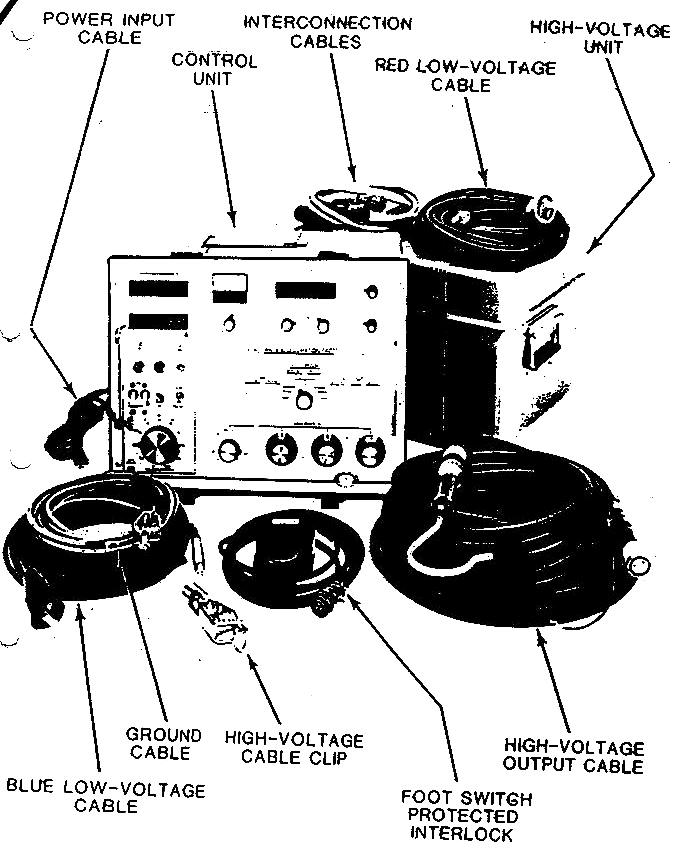 POWER INPUT
CABLE
INTERCONNECTION
CABLES
HIGH-VOLTAGE
UNIT
CONTROL
UNIT
RED LOW-VOLTAGE
CABLE
GROUND
CABLE
HIGH-VOLTAGE
CABLE CLIP
HIGH-VOLTAGE
OUTPUT CABLE
BLUE LOW-VOLTAGE
CABLE
FOOT SWITCH
PROTECTED
INTERLOCK